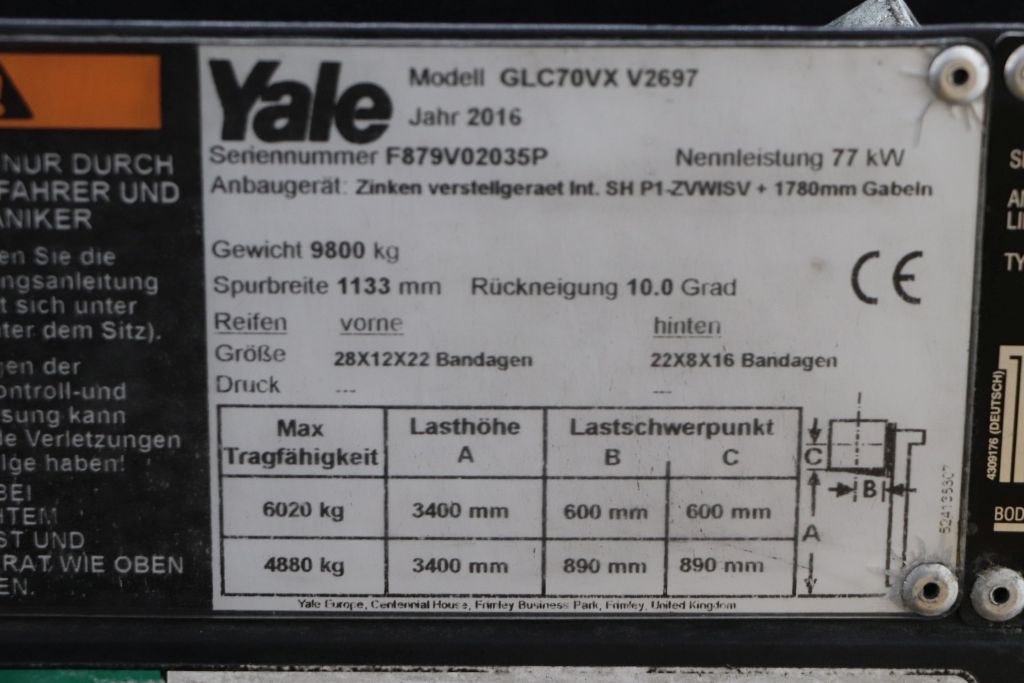 Yale
Modell GLC70VX V2697
Jahr 2016
Seriennummer F879V02035P Nennleistung 77 kW
Anbaugerät: Zinken verstellgeraet Int. SH P1-ZVWISV + 1780mm Gabeln
Gewicht 9800 kg
Spurbreite 1133 mm Rückneigung 10.0 Grad
CE
Reifen vorne hinten
Größe 28X12X22 Bandagen 22X8X16 Bandagen
Druck --- ---
Max Tragfähigkeit Lasthöhe A Lastschwerpunkt B C
6020 kg 3400 mm 600 mm 600 mm
4880 kg 3400 mm 890 mm 890 mm
C
B
A
524135307
Yale Europe, Centennial House, Frimley Business Park, Frimley, United Kingdom
NUR DURCH
FAHRER UND
ANIKER
en Sie die
ngsanleitung
t sich unter
ter dem Sitz).
en der
ontroll-und
sung kann
le Verletzungen
lge haben!
BEI
HTEM
ST UND
RAT WIE OBEN
EN.
4309176 (DEUTSCH)
BOD